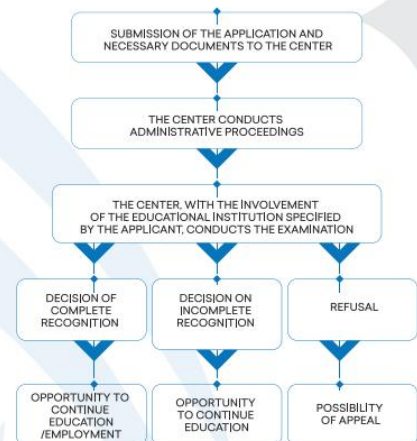 SUBMISSION OF THE APPLICATION AND
NECESSARY DOCUMENTS TO THE CENTER
THE CENTER CONDUCTS
ADMINISTRATIVE PROCEEDINGS
THE CENTER, WITH THE INVOLVEMENT
OF THE EDUCATIONAL INSTITUTION SPECIFIED
BY THE APPLICANT, CONDUCTS THE EXAMINATION
DECISION OF
COMPLETE
RECOGNITION
DECISION ON
INCOMPLETE
RECOGNITION
REFUSAL
OPPORTUNITY TO
CONTINUE
EDUCATION
/EMPLOYMENT
OPPORTUNITY
TO CONTINUE
EDUCATION
POSSIBILITY
OF APPEAL